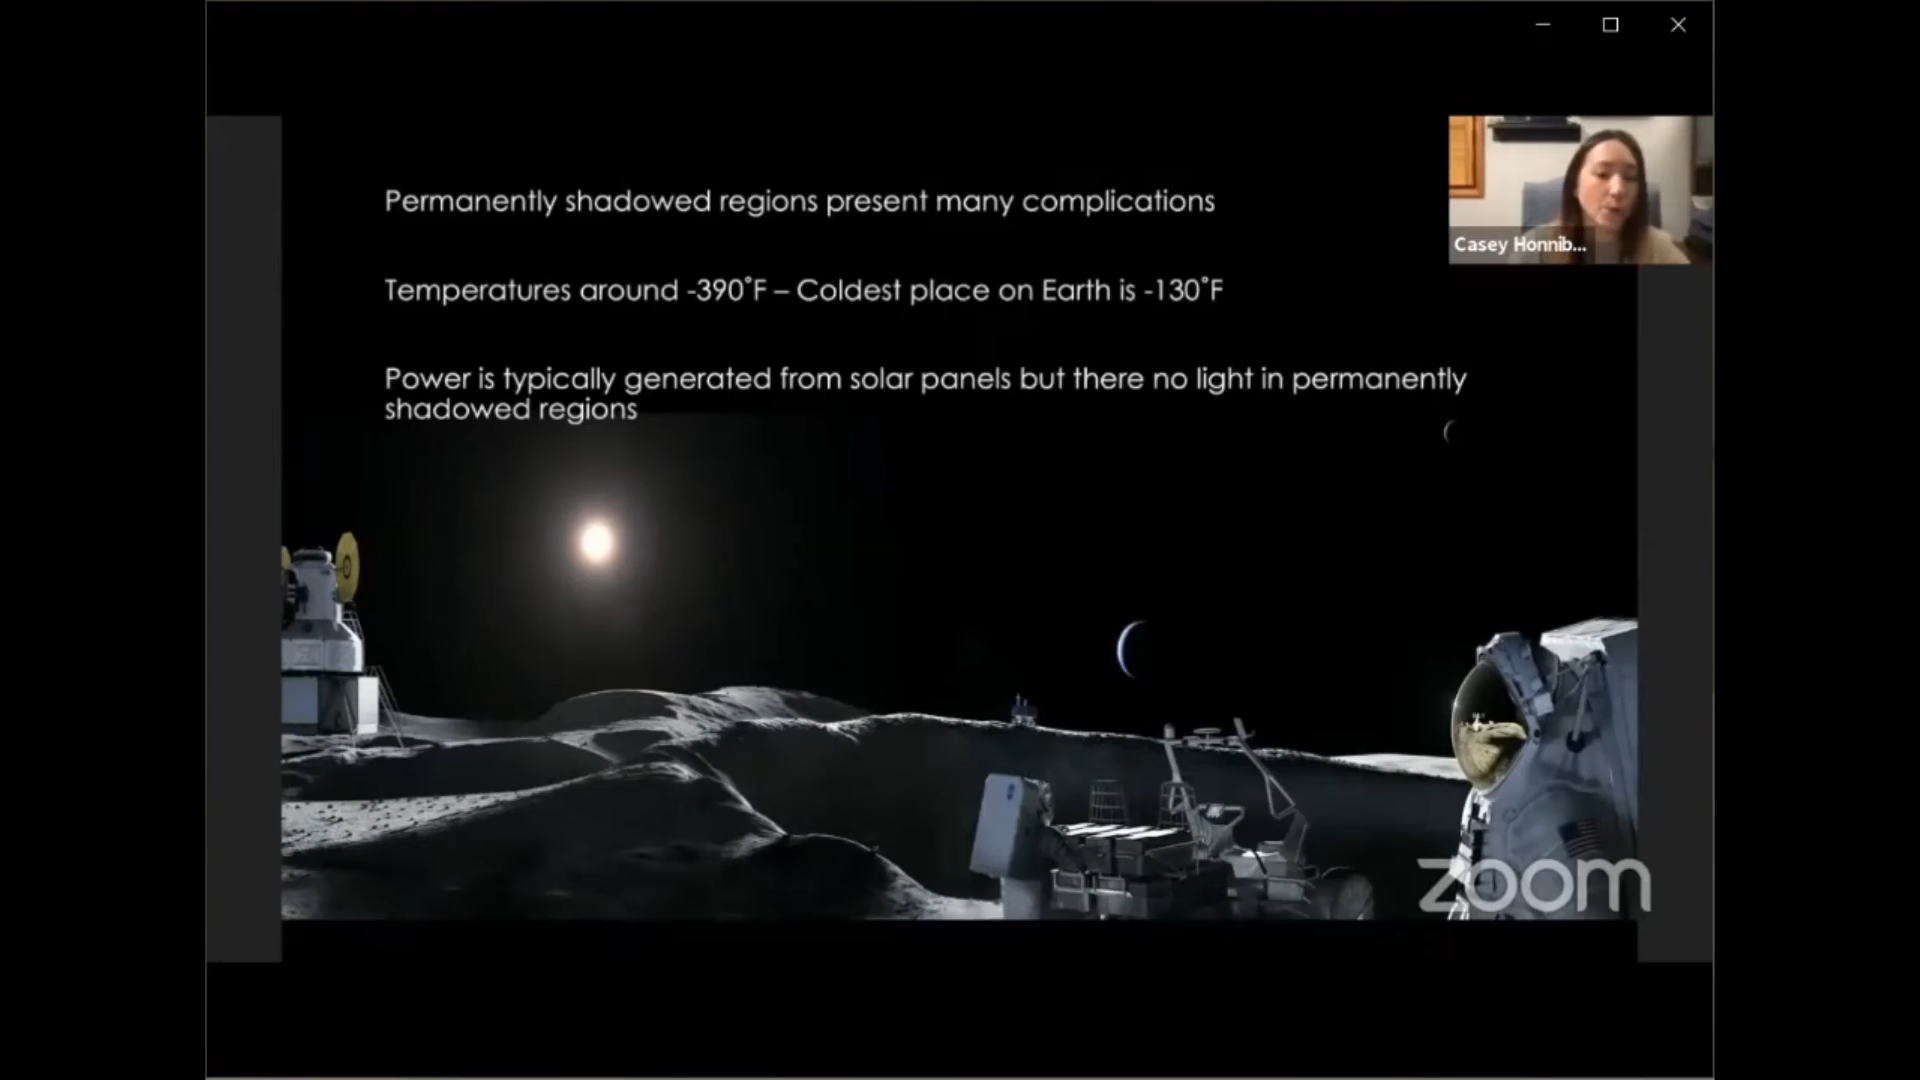 Permanently shadowed regions present many complications
Casey Honnib...
Temperatures around -390°F – Coldest place on Earth is -130°F
Power is typically generated from solar panels but there no light in permanently
shadowed regions
zoom